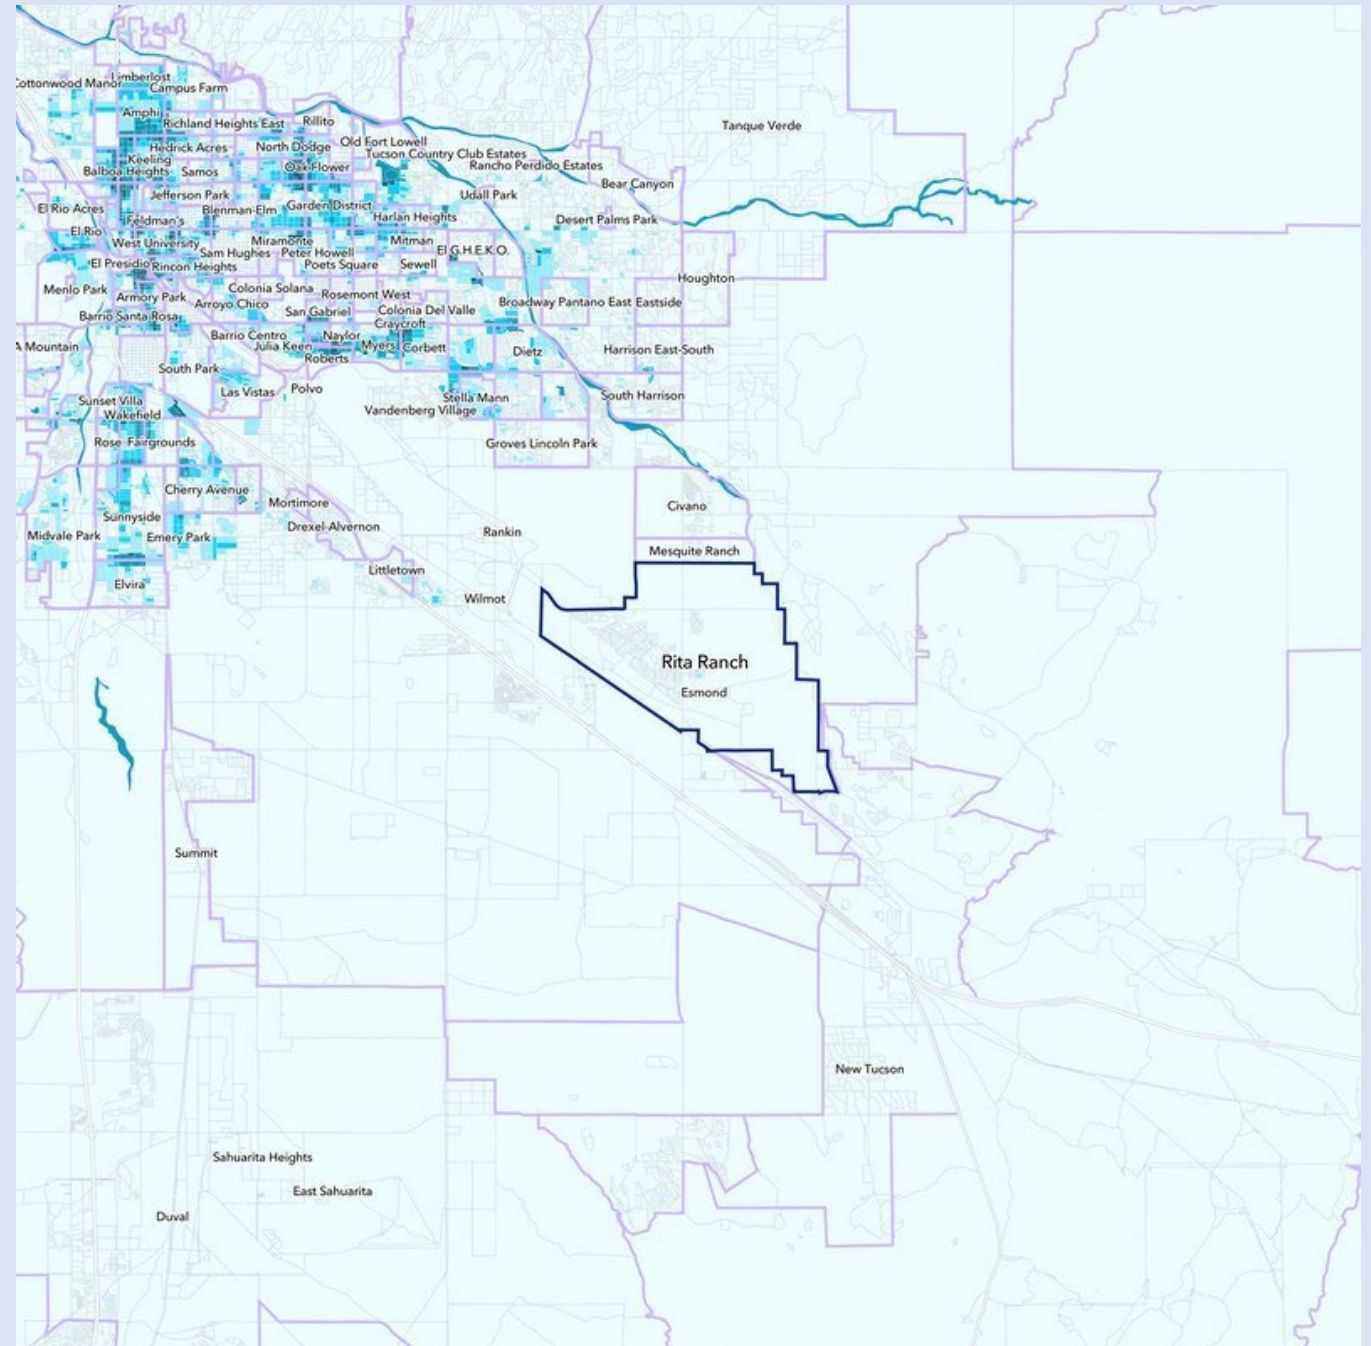 Limberlost
Cottonwood Manor
Campus Farm
Amphi
Richland Heights East
Rillito
Old Fort Lowell
Tanque Verde
Hedrick Acres
North Dodge
Tucson Country Club Estates
Keeling
Oak Flower
Rancho Perdido Estates
Balboa Heights
Samos
Bear Canyon
Jefferson Park
Udall Park
El Rio Acres
Blenman-Elm
Garden District
Harlan Heights
Feldman's
Desert Palms Park
El Rio
West University
Miramonte
Mitman
Sam Hughes
Peter Howell
El G.H.E.K.O.
El Presidio
Rincon Heights
Poets Square
Sewell
Houghton
Menlo Park
Colonia Solana
Armory Park
Arroyo Chico
Rosemont West
Broadway Pantano East
Eastside
Barrio Santa Rosa
San Gabriel
Colonia Del Valle
Craycroft
A Mountain
Barrio Centro
Naylor
Julia Keen
Myers
Corbett
Dietz
Harrison East-South
Roberts
South Park
Las Vistas
Polvo
Stella Mann
South Harrison
Sunset Villa
Vandenberg Village
Wakefield
Rose
Fairgrounds
Groves Lincoln Park
Cherry Avenue
Mortimore
Civano
Sunnyside
Drexel-Alvernon
Rankin
Midvale Park
Emery Park
Mesquite Ranch
Littletown
Elvira
Wilmot
Rita Ranch
Esmond
Summit
New Tucson
Sahuarita Heights
East Sahuarita
Duval